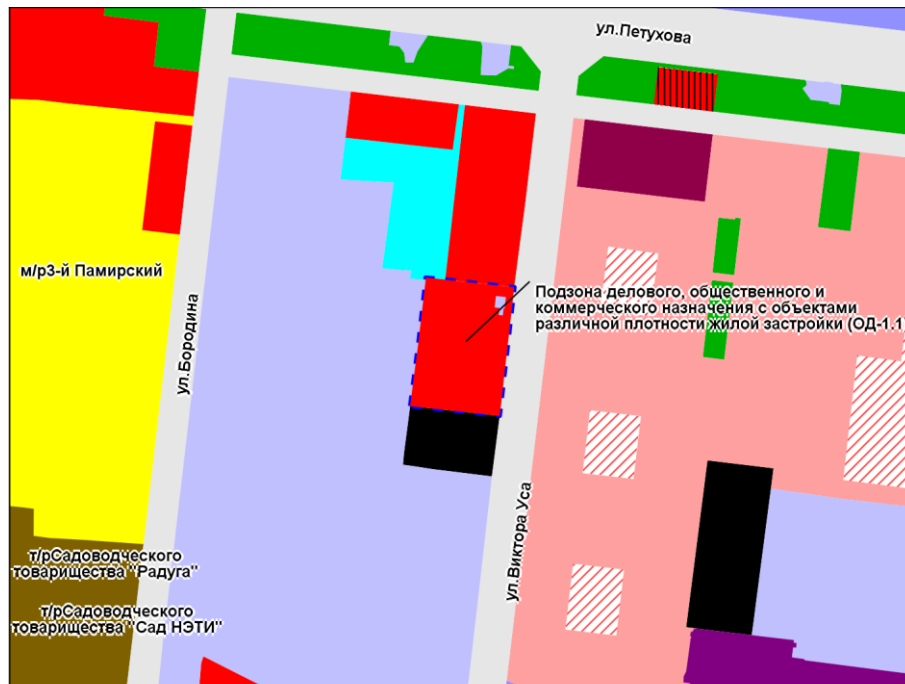 ул.Петухова
м/р3-й Памирский
Подзона делового, общественного и
коммерческого назначения с объектами
различной плотности жилой застройки (ОД-1.1)
ул.Бородина
ул.Виктора Уса
т/рСадоводческого
товарищества "Радуга"
т/рСадоводческого
товарищества "Сад НЭТИ"